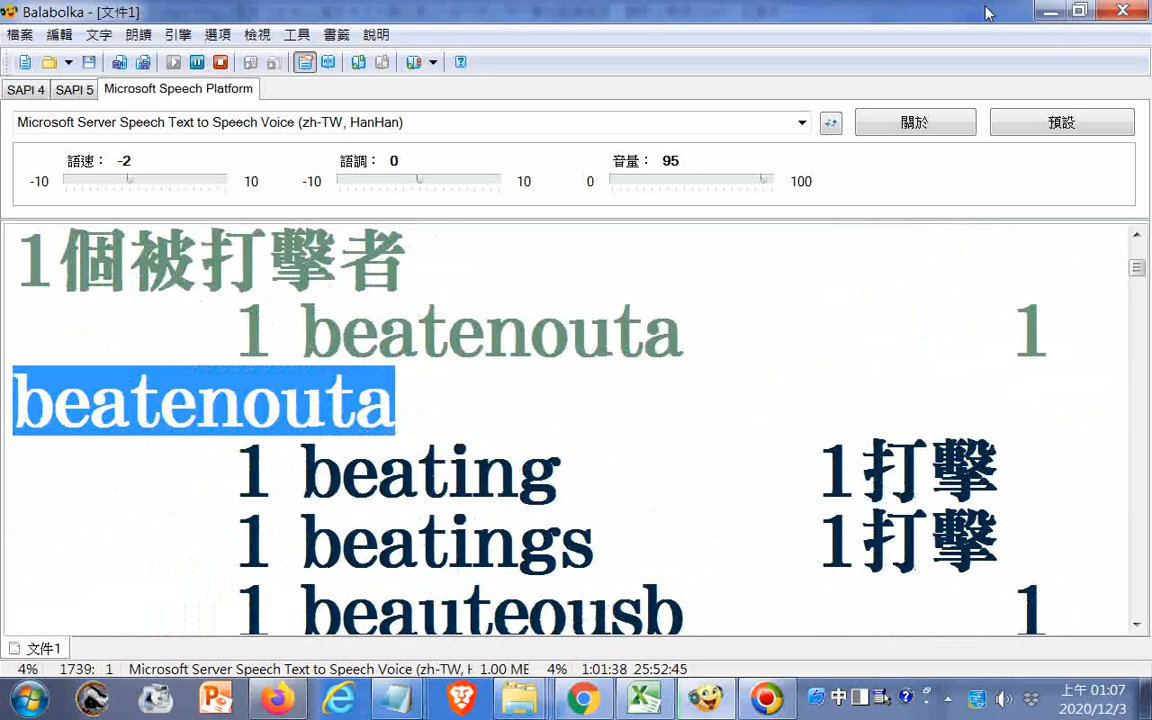 Balabolka - [文件1]
檔案 編輯 文字 朗讀 引擎 選項 檢視 工具 書籤 說明
SAPI 4 SAPI 5 Microsoft Speech Platform
Microsoft Server Speech Text to Speech Voice (zh-TW, HanHan) 關於 預設
語速: -2 語調: 0 音量: 95
-10 10 -10 10 0 100
1個被打擊者
1 beatenouta 1
beatenouta
1 beating 1打擊
1 beatings 1打擊
1 beauteousb 1
文件1
4% 1739: 1 Microsoft Server Speech Text to Speech Voice (zh-TW, 1.00 ME 4% 1:01:38 25:52:45
中 上午 01:07
2020/12/3